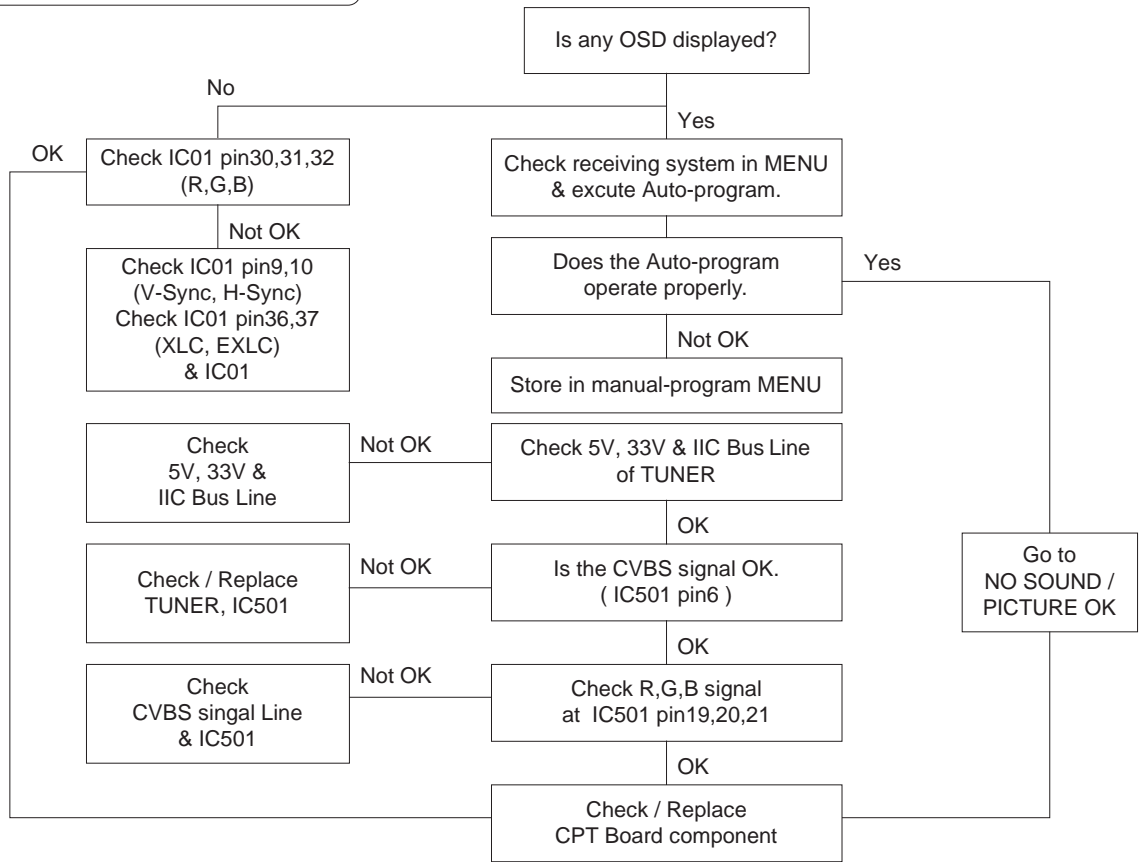 Is any OSD displayed?
No
Yes
OK
Check IC01 pin30,31,32
(R,G,B)
Check receiving system in MENU
& excute Auto-program.
Not OK
Check IC01 pin9,10
(V-Sync, H-Sync)
Check IC01 pin36,37
(XLC, EXLC)
& IC01
Does the Auto-program
operate properly.
Yes
Not OK
Store in manual-program MENU
Check
5V, 33V &
IIC Bus Line
Not OK
Check 5V, 33V & IIC Bus Line
of TUNER
OK
Check / Replace
TUNER, IC501
Not OK
Is the CVBS signal OK.
( IC501 pin6 )
Go to
NO SOUND /
PICTURE OK
OK
Check
CVBS singal Line
& IC501
Not OK
Check R,G,B signal
at IC501 pin19,20,21
OK
Check / Replace
CPT Board component